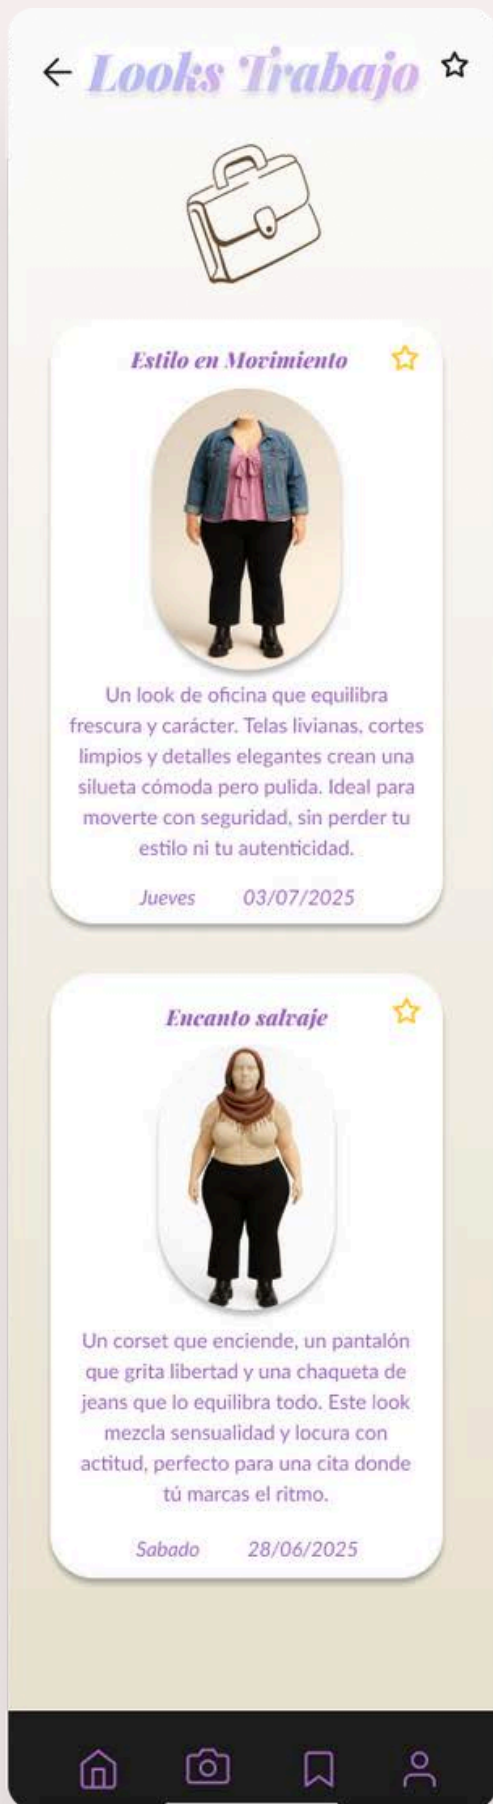 Looks Trabajo
Estilo en Movimiento
Un look de oficina que equilibra
frescura y carácter. Telas livianas, cortes
limpios y detalles elegantes crean una
silueta cómoda pero pulida. Ideal para
moverte con seguridad, sin perder tu
estilo ni tu autenticidad.
Jueves 03/07/2025
Encanto salvaje
Un corset que enciende, un pantalón
que grita libertad y una chaqueta de
jeans que lo equilibra todo. Este look
mezcla sensualidad y locura con
actitud, perfecto para una cita donde
tú marcas el ritmo.
Sabado 28/06/2025